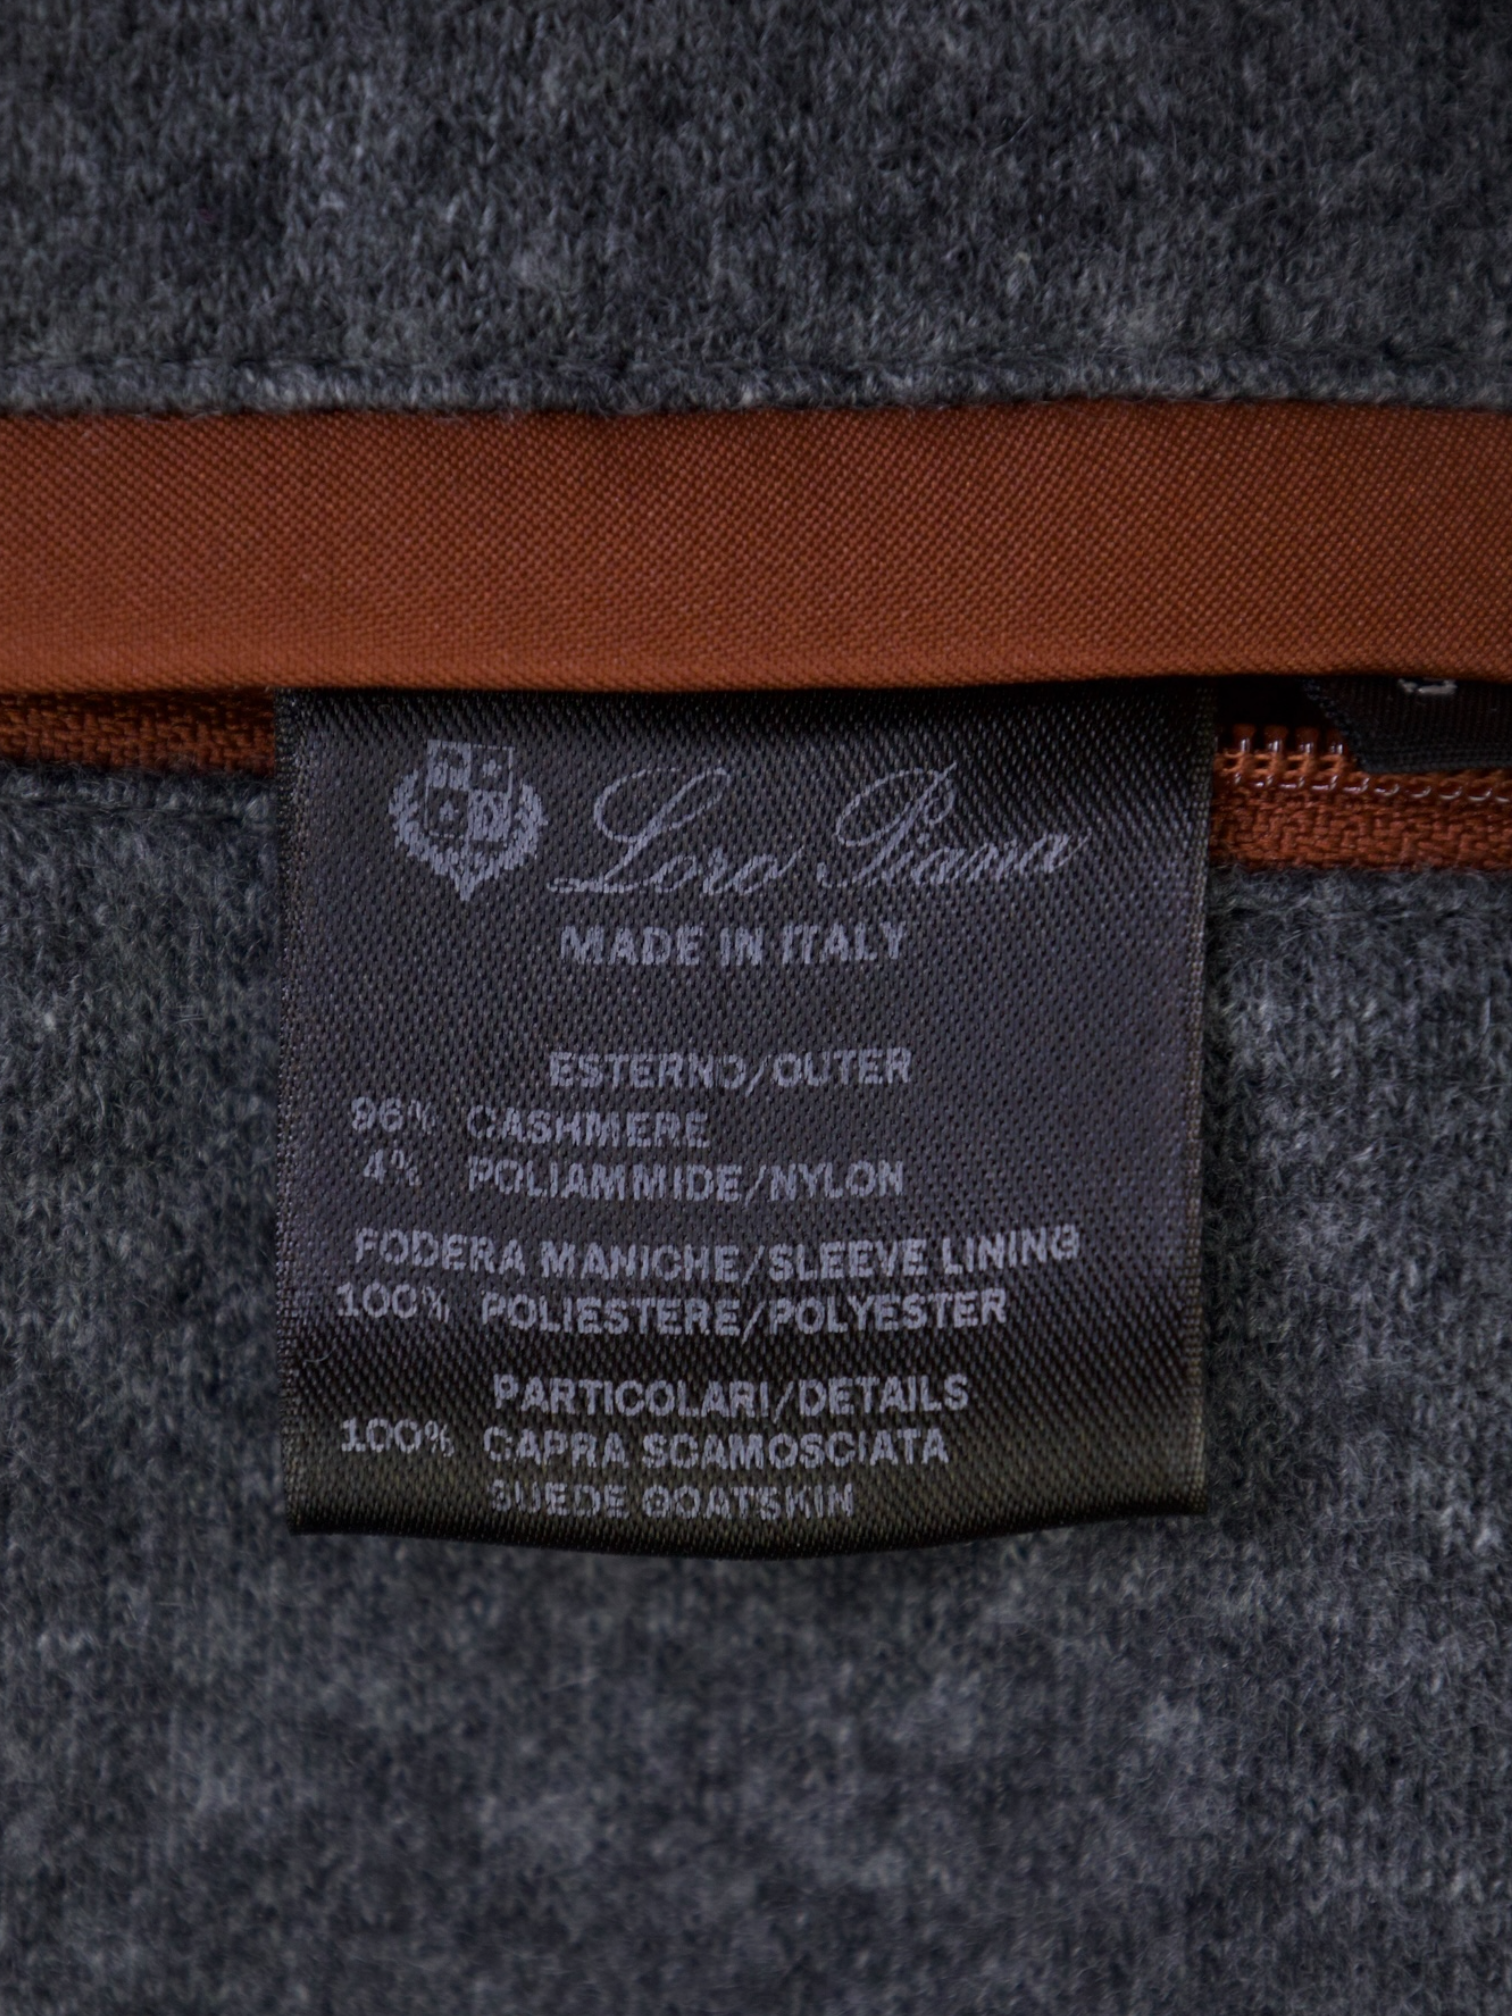 Loro Piana
MADE IN ITALY
ESTERNO/OUTER
96% CASHMERE
4% POLIAMMIDE/NYLON
FODERA MANICHE/SLEEVE LINING
100% POLIESTERE/POLYESTER
PARTICOLARI/DETAILS
100% CAPRA SCAMOSCIATA
SUEDE GOATSKIN